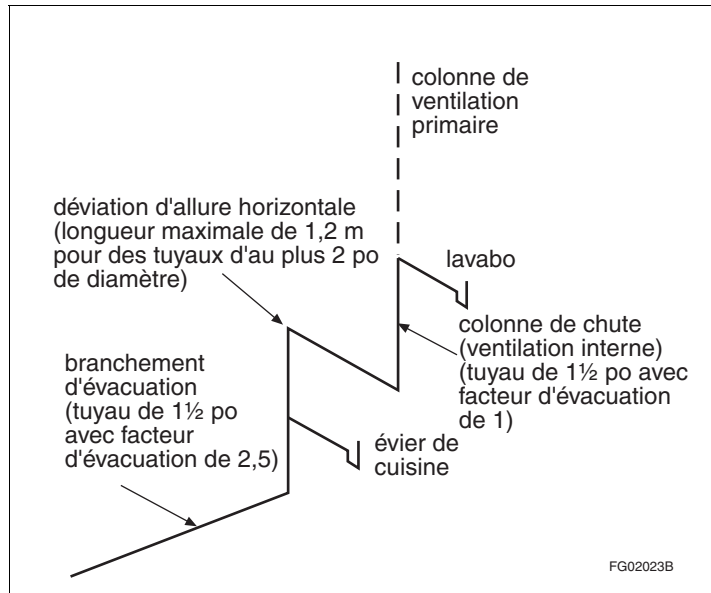 colonne de
ventilation
primaire
déviation d'allure horizontale
(longueur maximale de 1,2 m
pour des tuyaux d'au plus 2 po
de diamètre)
lavabo
colonne de chute
(ventilation interne)
(tuyau de 1½ po avec
facteur d'évacuation
de 1)
branchement
d'évacuation
(tuyau de 1½ po
avec facteur
d'évacuation de 2,5)
évier de
cuisine
FG02023B